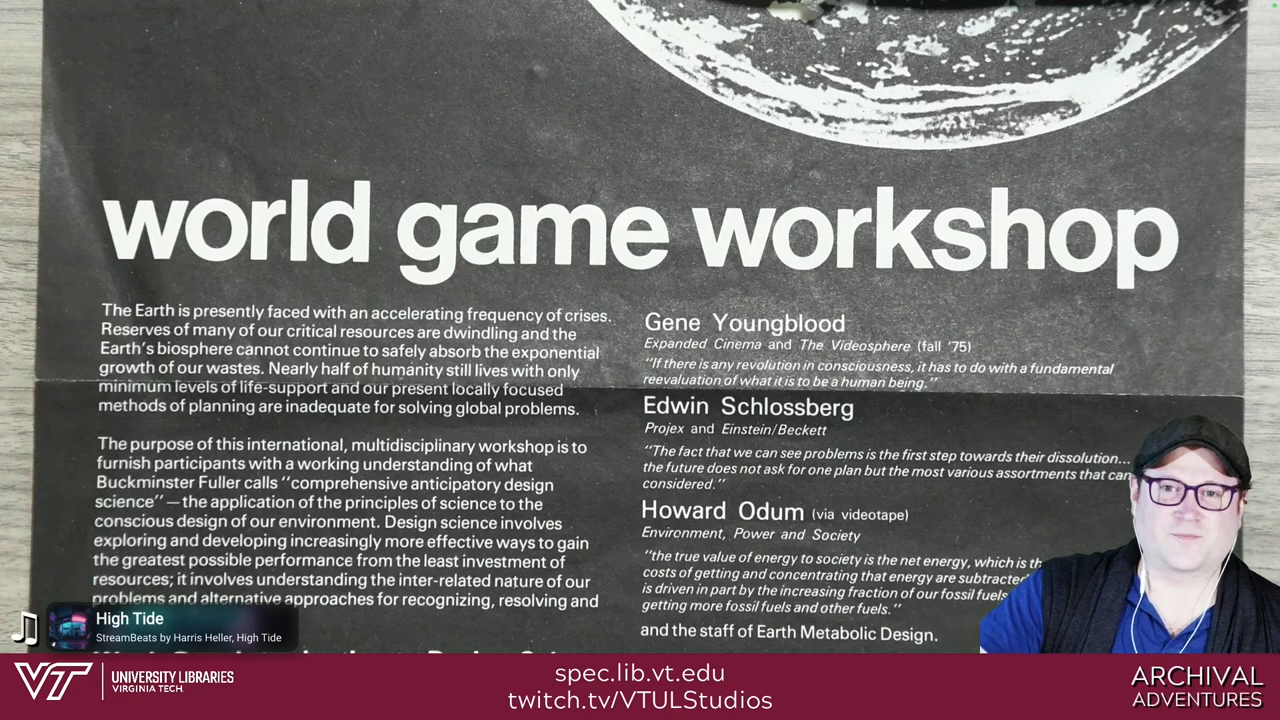 world game workshop
The Earth is presently faced with an accelerating frequency of crises.
Reserves of many of our critical resources are dwindling and the
Earth's biosphere cannot continue to safely absorb the exponential
growth of our wastes. Nearly half of humanity still lives with only
minimum levels of life-support and our present locally focused
methods of planning are inadequate for solving global problems.
The purpose of this international, multidisciplinary workshop is to
furnish participants with a working understanding of what
Buckminster Fuller calls "comprehensive anticipatory design
science" — the application of the principles of science to the
conscious design of our environment. Design science involves
exploring and developing increasingly more effective ways to gain
the greatest possible performance from the least investment of
resources; it involves understanding the inter-related nature of our
problems and alternative approaches for recognizing, resolving and
Gene Youngblood
Expanded Cinema and The Videosphere (fall '75)
"If there is any revolution in consciousness, it has to do with a fundamental
reevaluation of what it is to be a human being."
Edwin Schlossberg
Projex and Einstein/Beckett
"The fact that we can see problems is the first step towards their dissolution...
the future does not ask for one plan but the most various assortments that can
considered."
Howard Odum (via videotape)
Environment, Power and Society
"the true value of energy to society is the net energy, which is th
costs of getting and concentrating that energy are subtracted
is driven in part by the increasing fraction of our fossil fuels
getting more fossil fuels and other fuels."
and the staff of Earth Metabolic Design.
High Tide
StreamBeats by Harris Heller, High Tide
VT
UNIVERSITY LIBRARIES
VIRGINIA TECH
spec.lib.vt.edu
twitch.tv/VTULStudios
ARCHIVAL
ADVENTURES